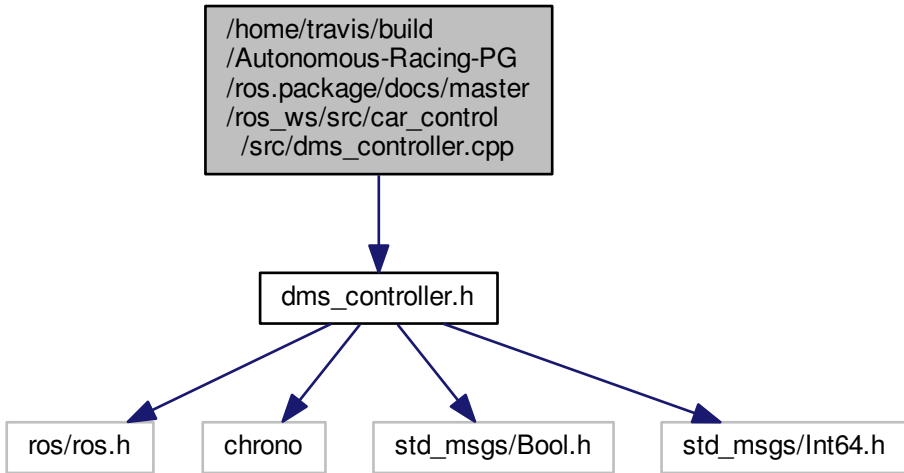 /home/travis/build
/Autonomous-Racing-PG
/ros.package/docs/master
/ros_ws/src/car_control
/src/dms_controller.cpp
dms_controller.h
ros/ros.h
chrono
std_msgs/Bool.h
std_msgs/Int64.h